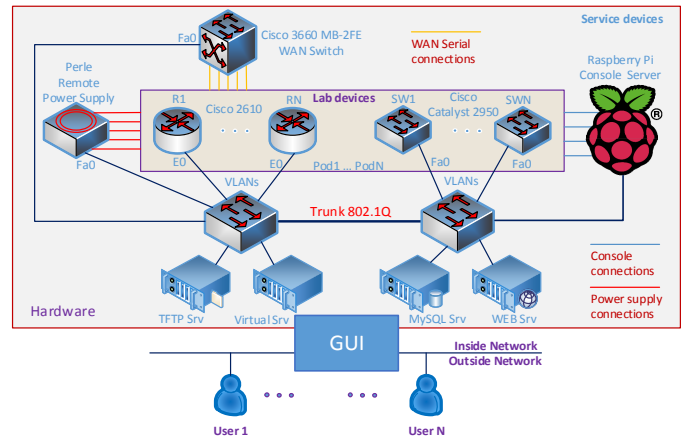 Fa0
Cisco 3660 MB-2FE
WAN Switch
WAN Serial
connections
Service devices
Raspberry Pi
Console Server
Perle
Remote
Power Supply
R1
Cisco 2610
RN
Lab devices
SW1
Cisco
Catalyst 2950
SWN
®
E0
E0
Pod1 ... PodN
Fa0
Fa0
Fa0
VLANs
VLANs
Trunk 802.1Q
Console
connections
Power supply
connections
Hardware
TFTP Srv
Virtual Srv
MySQL Srv
WEB Srv
GUI
Inside Network
Outside Network
User 1
User N